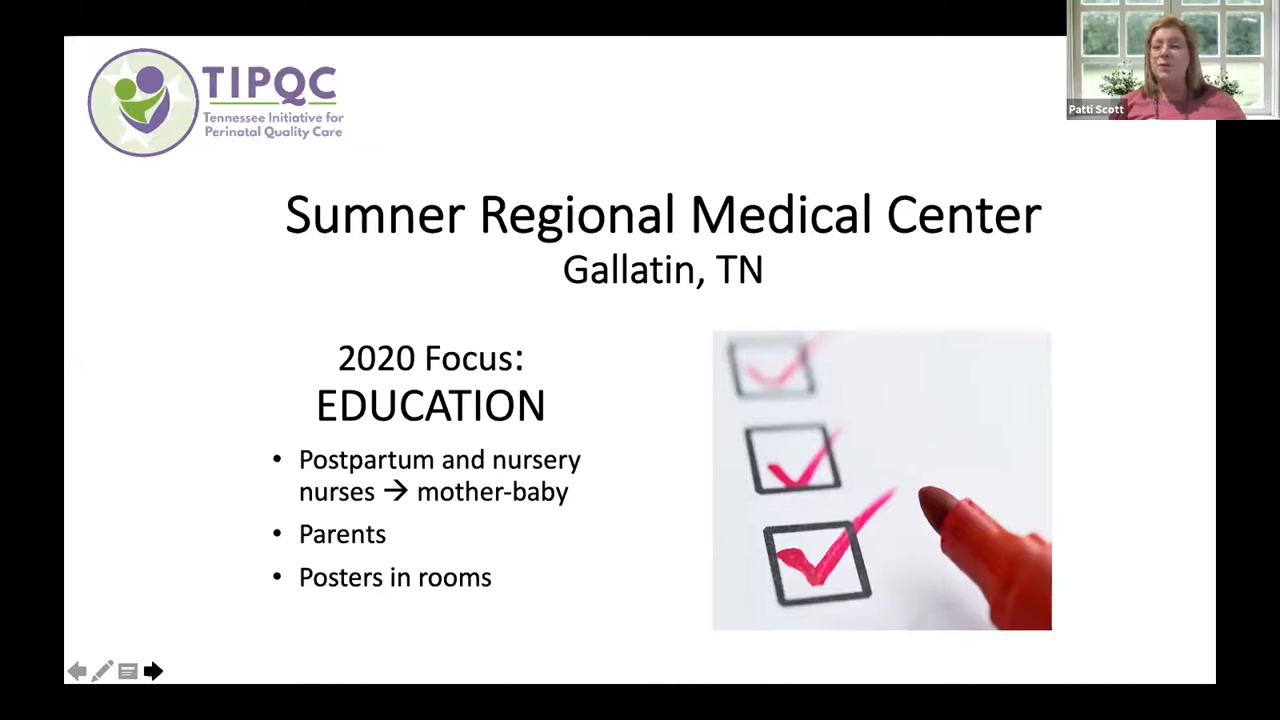 TIPQC
Tennessee Initiative for
Perinatal Quality Care
Patti Scott
Sumner Regional Medical Center
Gallatin, TN
2020 Focus:
EDUCATION
• Postpartum and nursery
nurses → mother-baby
• Parents
• Posters in rooms